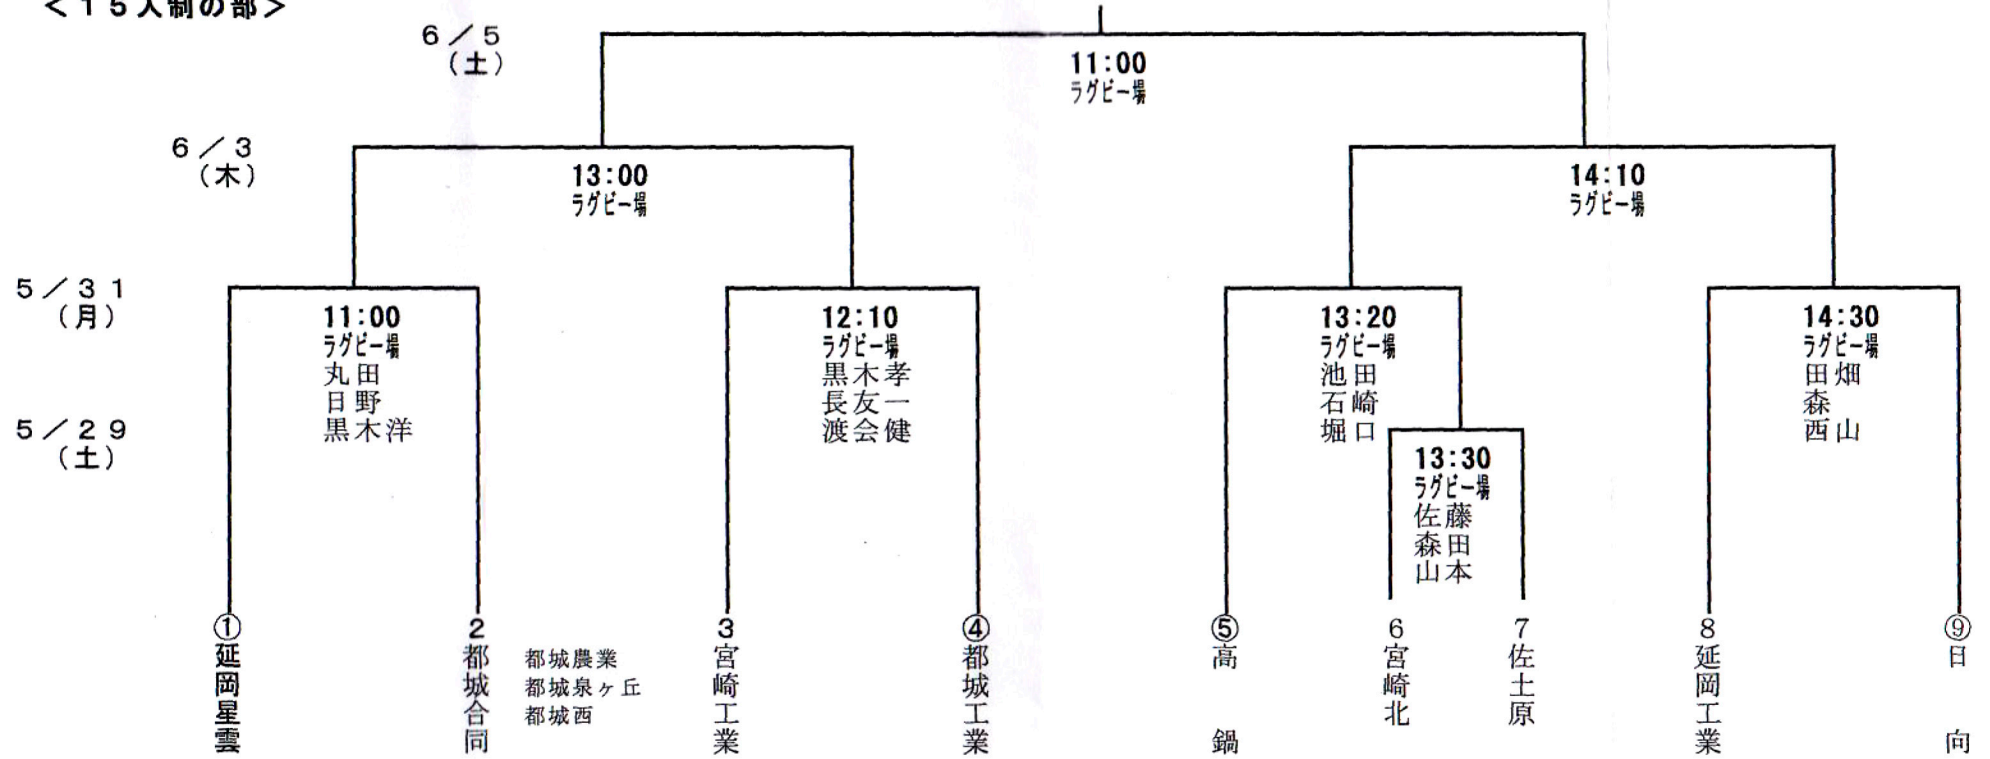 ＜１５人制の部＞
６／５
（土）
11:00
ラグビー場
６／３
（木）
13:00
ラグビー場
14:10
ラグビー場
５／３１
（月）
11:00
ラグビー場
丸田
日野
黒木洋
12:10
ラグビー場
黒木孝
長友一
渡会健
13:20
ラグビー場
池田
石崎
堀口
14:30
ラグビー場
田畑
森
西山
５／２９
（土）
13:30
ラグビー場
佐藤
森田
山本
①延岡星雲
2都城合同
都城農業
都城泉ヶ丘
都城西
3宮崎工業
④都城工業
⑤高鍋
6宮崎北
7佐土原
8延岡工業
⑨日向